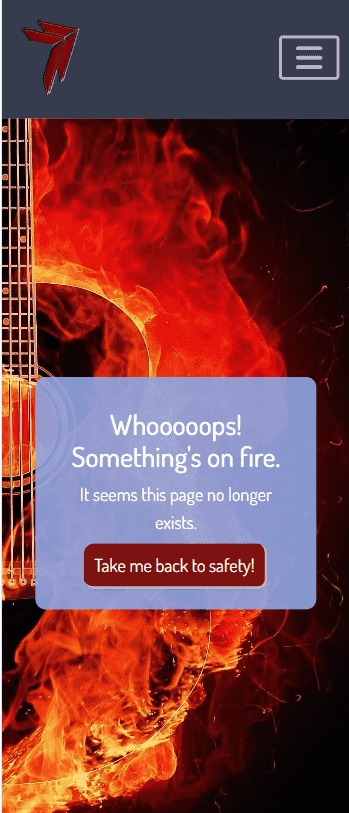 Whooooops!
Something's on fire.
It seems this page no longer
exists.
Take me back to safety!